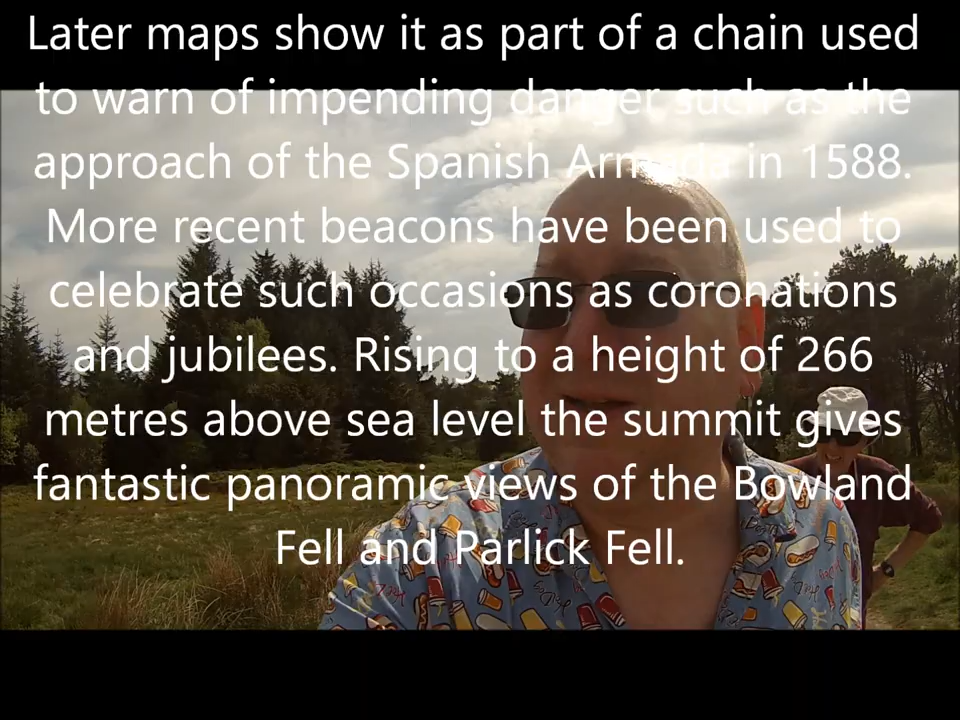 Later maps show it as part of a chain used
to warn of impending danger such as the
approach of the Spanish Armada in 1588.
More recent beacons have been used to
celebrate such occasions as coronations
and jubilees. Rising to a height of 266
metres above sea level the summit gives
fantastic panoramic views of the Bowland
Fell and Parlick Fell.